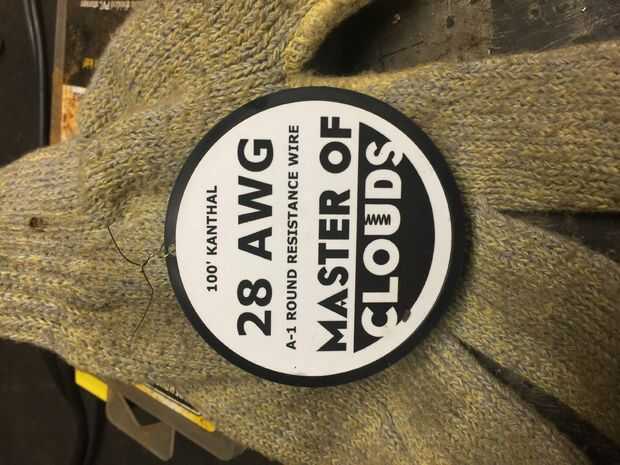 100' KANTHAL
28 AWG
A-1 ROUND RESISTANCE WIRE
MASTER OF
CLOUDS